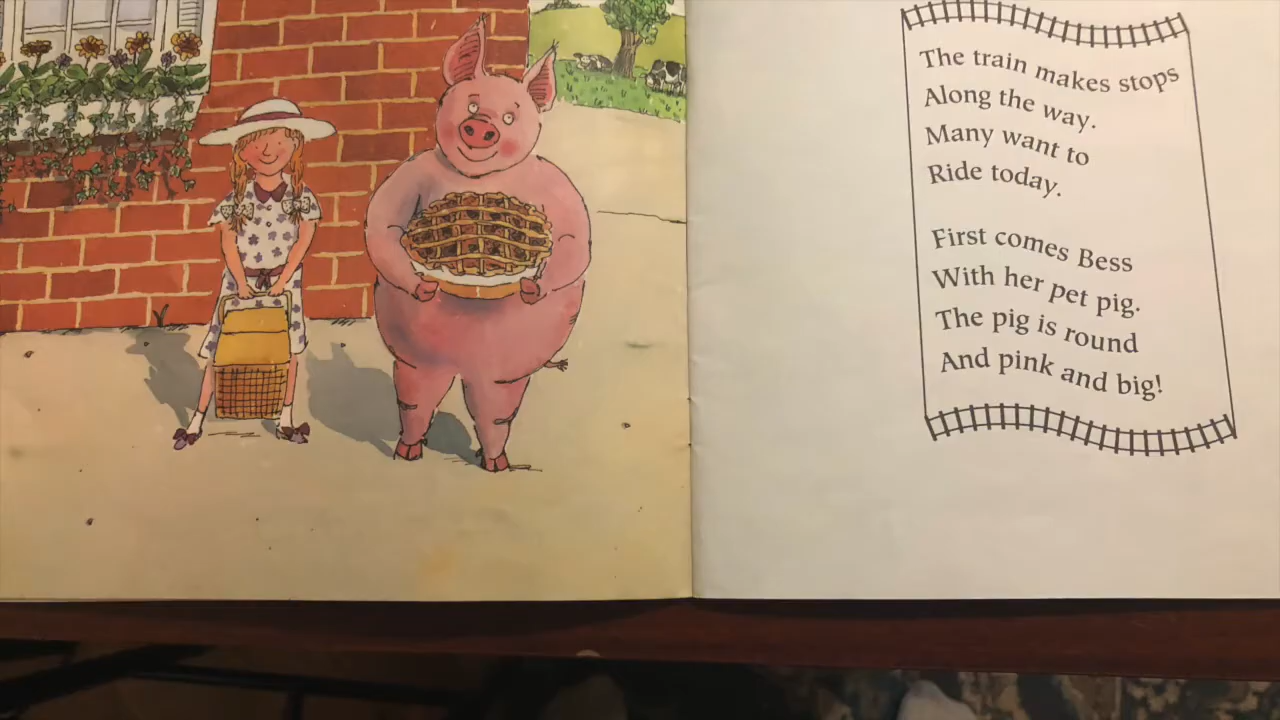 The train makes stops
Along the way.
Many want to
Ride today.
First comes Bess
With her pet pig.
The pig is round
And pink and big!